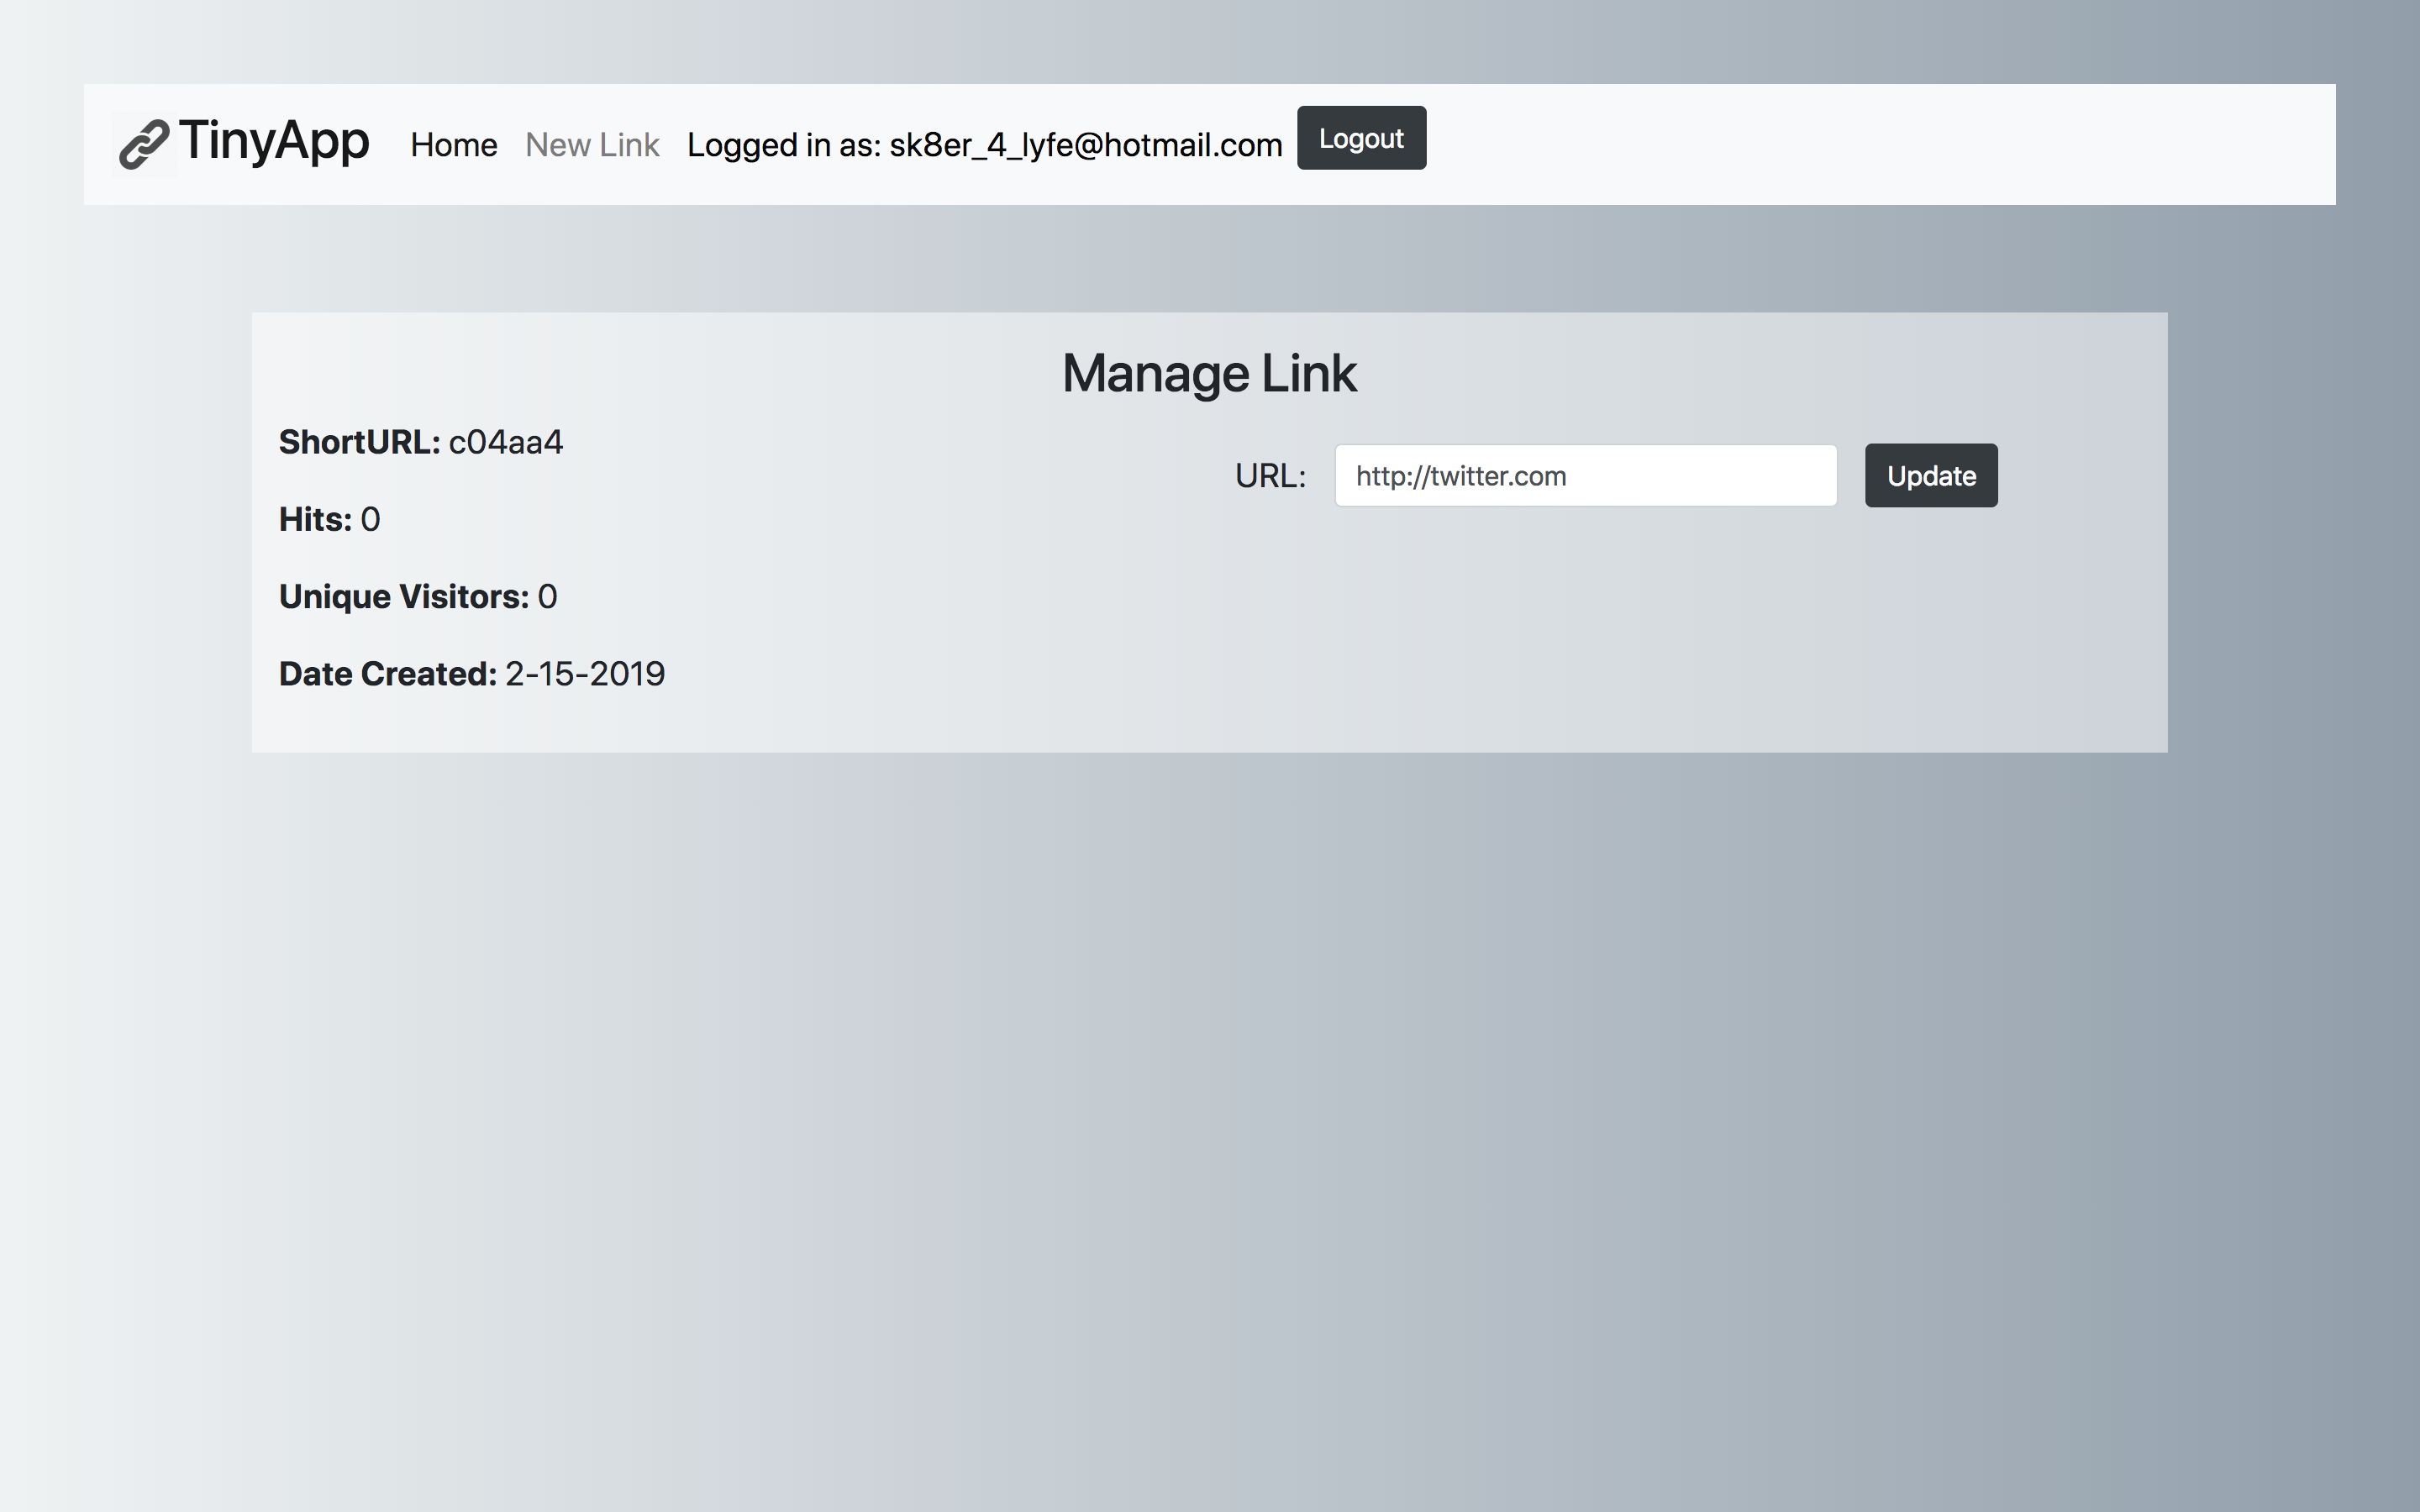 TinyApp Home New Link Logged in as: sk8er_4_lyfe@hotmail.com Logout
Manage Link
ShortURL: c04aa4
URL: http://twitter.com Update
Hits: 0
Unique Visitors: 0
Date Created: 2-15-2019